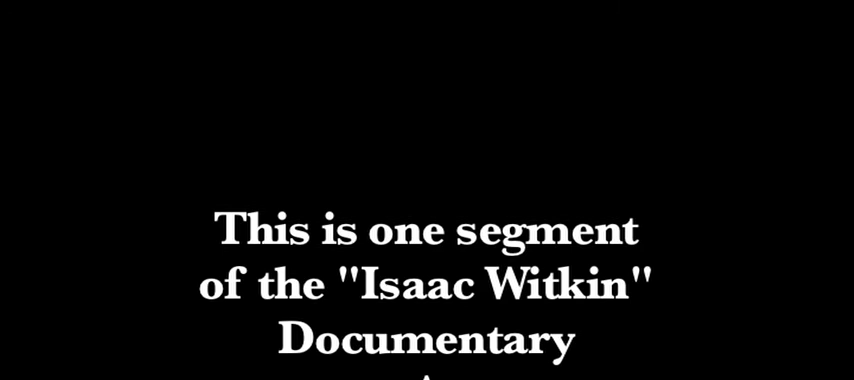 This is one segment
of the "Isaac Witkin"
Documentary